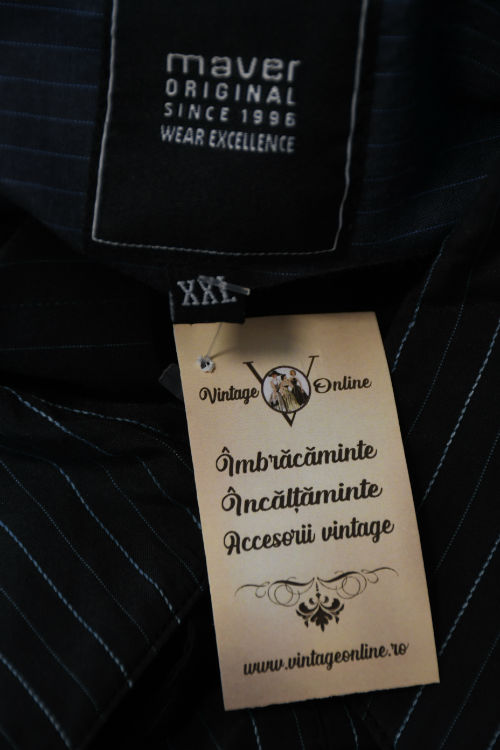 maver
ORIGINAL
SINCE 1996
WEAR EXCELLENCE
XXL
Vintage V Online
Îmbrăcăminte
Încălțăminte
Accesorii vintage
www.vintageonline.ro